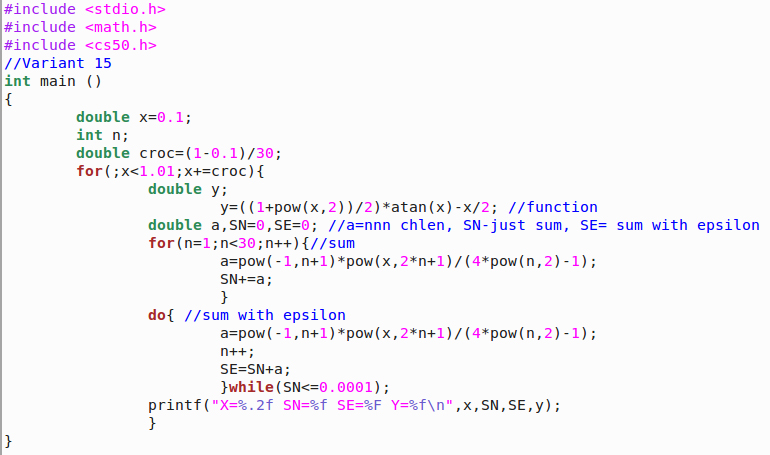 #include <stdio.h>
#include <math.h>
#include <cs50.h>
//Variant 15
int main ()
{
        double x=0.1;
        int n;
        double croc=(1-0.1)/30;
        for(;x<1.01;x+=croc){
                double y;
                        y=((1+pow(x,2))/2)*atan(x)-x/2; //function
                double a,SN=0,SE=0; //a=nnn chlen, SN-just sum, SE= sum with epsilon
                for(n=1;n<30;n++){//sum
                        a=pow(-1,n+1)*pow(x,2*n+1)/(4*pow(n,2)-1);
                        SN+=a;
                        }
                do{ //sum with epsilon
                        a=pow(-1,n+1)*pow(x,2*n+1)/(4*pow(n,2)-1);
                        n++;
                        SE=SN+a;
                        }while(SN<=0.0001);
                printf("X=%.2f SN=%f SE=%F Y=%f\n",x,SN,SE,y);
                }
}